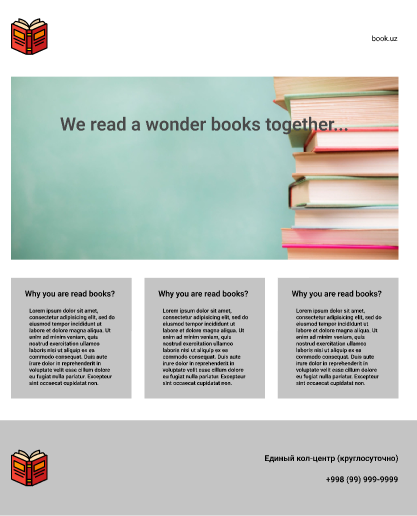 book.uz
We read a wonder books together...
Why you are read books?
Lorem ipsum dolor sit amet,
consectetur adipisicing elit, sed do
eiusmod tempor incididunt ut
labore et dolore magna aliqua. Ut
enim ad minim veniam, quis
nostrud exercitation ullamco
laboris nisi ut aliquip ex ea
commodo consequat. Duis aute
irure dolor in reprehenderit in
voluptate velit esse cillum dolore
eu fugiat nulla pariatur. Excepteur
sint occaecat cupidatat non.
Why you are read books?
Lorem ipsum dolor sit amet,
consectetur adipisicing elit, sed do
eiusmod tempor incididunt ut
labore et dolore magna aliqua. Ut
enim ad minim veniam, quis
nostrud exercitation ullamco
laboris nisi ut aliquip ex ea
commodo consequat. Duis aute
irure dolor in reprehenderit in
voluptate velit esse cillum dolore
eu fugiat nulla pariatur. Excepteur
sint occaecat cupidatat non.
Why you are read books?
Lorem ipsum dolor sit amet,
consectetur adipisicing elit, sed do
eiusmod tempor incididunt ut
labore et dolore magna aliqua. Ut
enim ad minim veniam, quis
nostrud exercitation ullamco
laboris nisi ut aliquip ex ea
commodo consequat. Duis aute
irure dolor in reprehenderit in
voluptate velit esse cillum dolore
eu fugiat nulla pariatur. Excepteur
sint occaecat cupidatat non.
Единый кол-центр (круглосуточно)
+998 (99) 999-9999